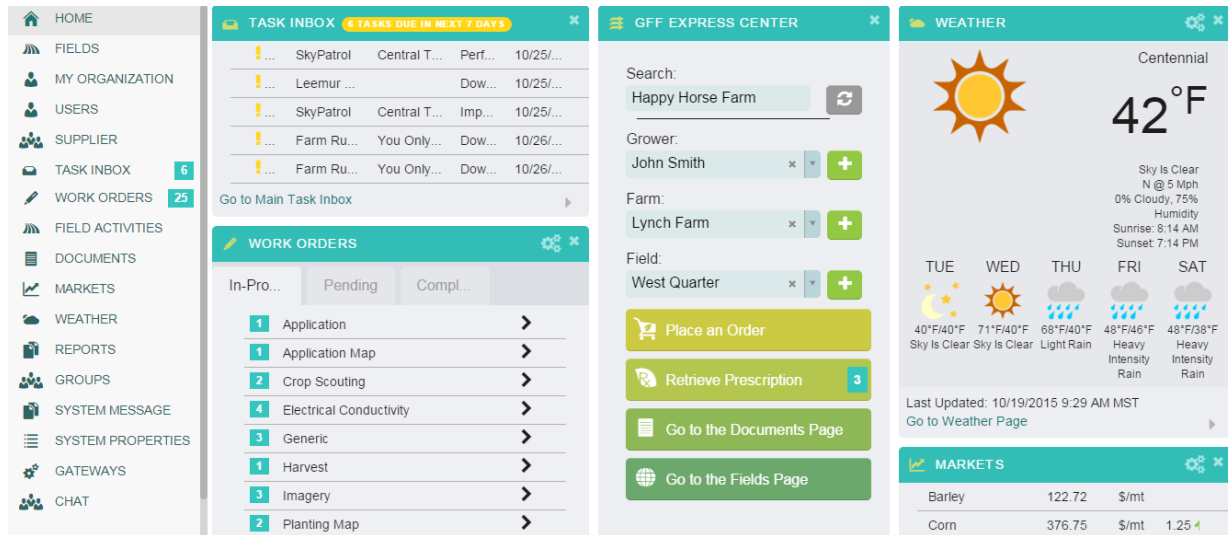 HOME
FIELDS
MY ORGANIZATION
USERS
SUPPLIER
TASK INBOX 6
WORK ORDERS 25
FIELD ACTIVITIES
DOCUMENTS
MARKETS
WEATHER
REPORTS
GROUPS
SYSTEM MESSAGE
SYSTEM PROPERTIES
GATEWAYS
CHAT
TASK INBOX 6 TASKS DUE IN NEXT 7 DAYS
! ... SkyPatrol Central T... Perf... 10/25/...
! ... Leemur ... Dow... 10/25/...
! ... SkyPatrol Central T... Imp... 10/25/...
! ... Farm Ru... You Only... Dow... 10/26/...
! ... Farm Ru... You Only... Dow... 10/26/...
Go to Main Task Inbox
WORK ORDERS
In-Pro... Pending Compl...
1 Application
1 Application Map
2 Crop Scouting
4 Electrical Conductivity
3 Generic
1 Harvest
3 Imagery
2 Planting Map
GFF EXPRESS CENTER
Search:
Happy Horse Farm
Grower:
John Smith
Farm:
Lynch Farm
Field:
West Quarter
Place an Order
Retrieve Prescription 3
Go to the Documents Page
Go to the Fields Page
WEATHER
Centennial
42°F
Sky Is Clear
N @ 5 Mph
0% Cloudy, 75%
Humidity
Sunrise: 8:14 AM
Sunset: 7:14 PM
TUE WED THU FRI SAT
40°F/40°F 71°F/40°F 68°F/40°F 48°F/46°F 48°F/38°F
Sky Is Clear Sky Is Clear Light Rain Heavy Heavy
Intensity Intensity
Rain Rain
Last Updated: 10/19/2015 9:29 AM MST
Go to Weather Page
MARKETS
Barley 122.72 $/mt
Corn 376.75 $/mt 1.25